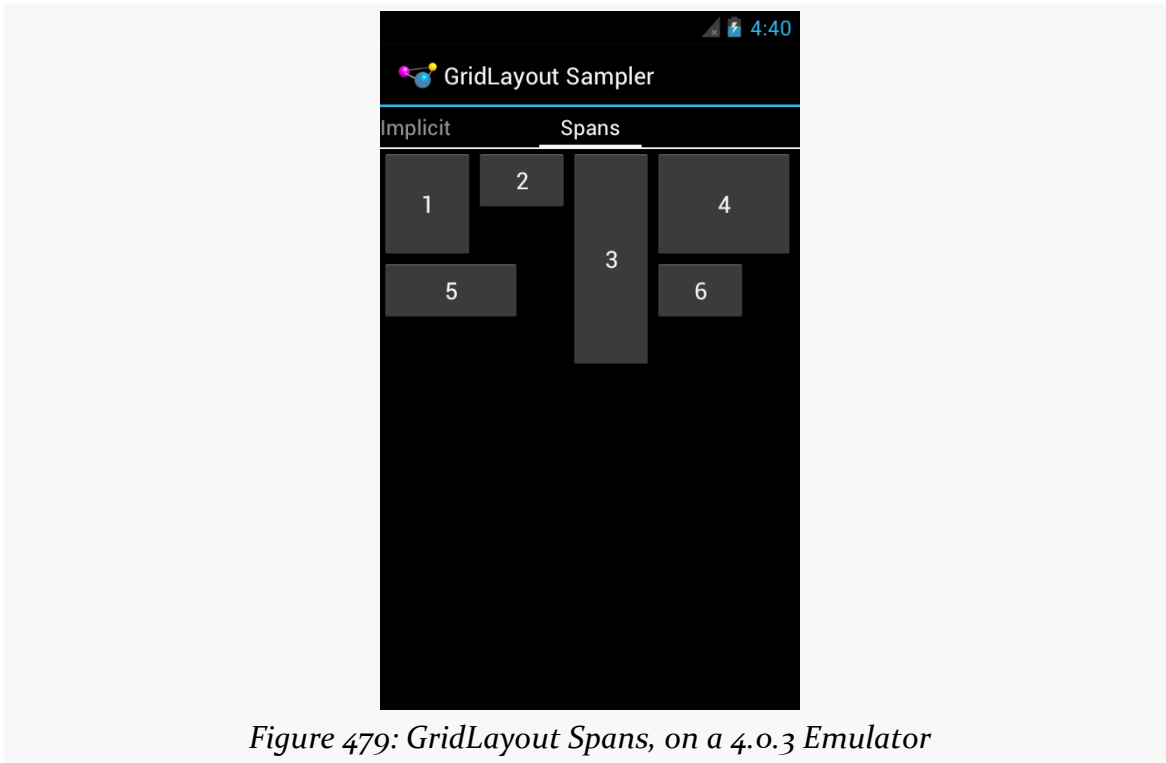 4:40
GridLayout Sampler
Implicit Spans
1 2 3 4
5 6
Figure 479: GridLayout Spans, on a 4.0.3 Emulator